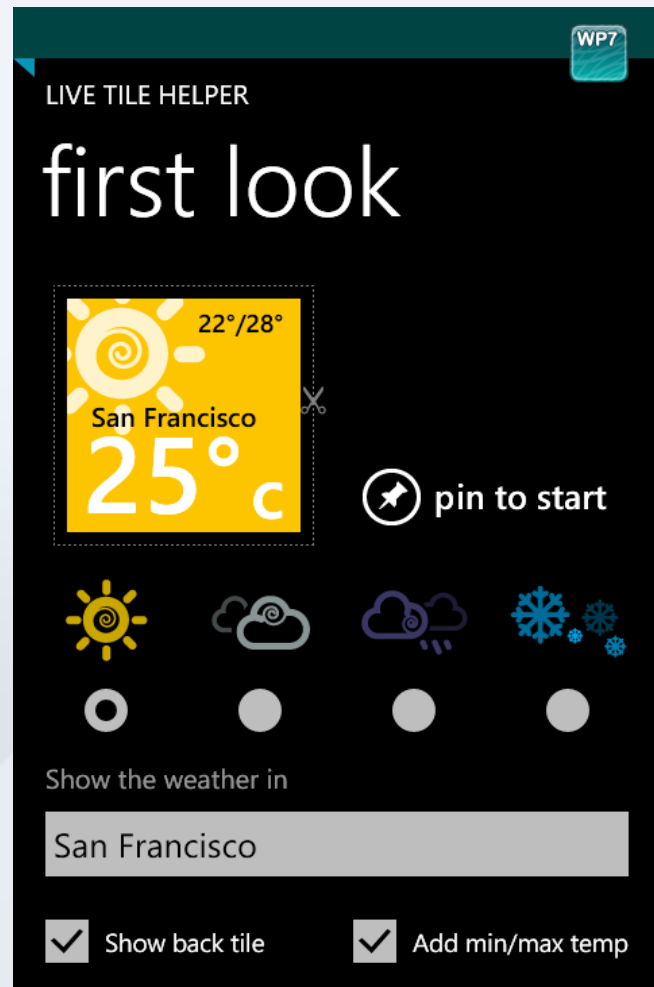 WP7
LIVE TILE HELPER
first look
22°/28°
San Francisco
25° c
pin to start
Show the weather in
San Francisco
Show back tile
Add min/max temp